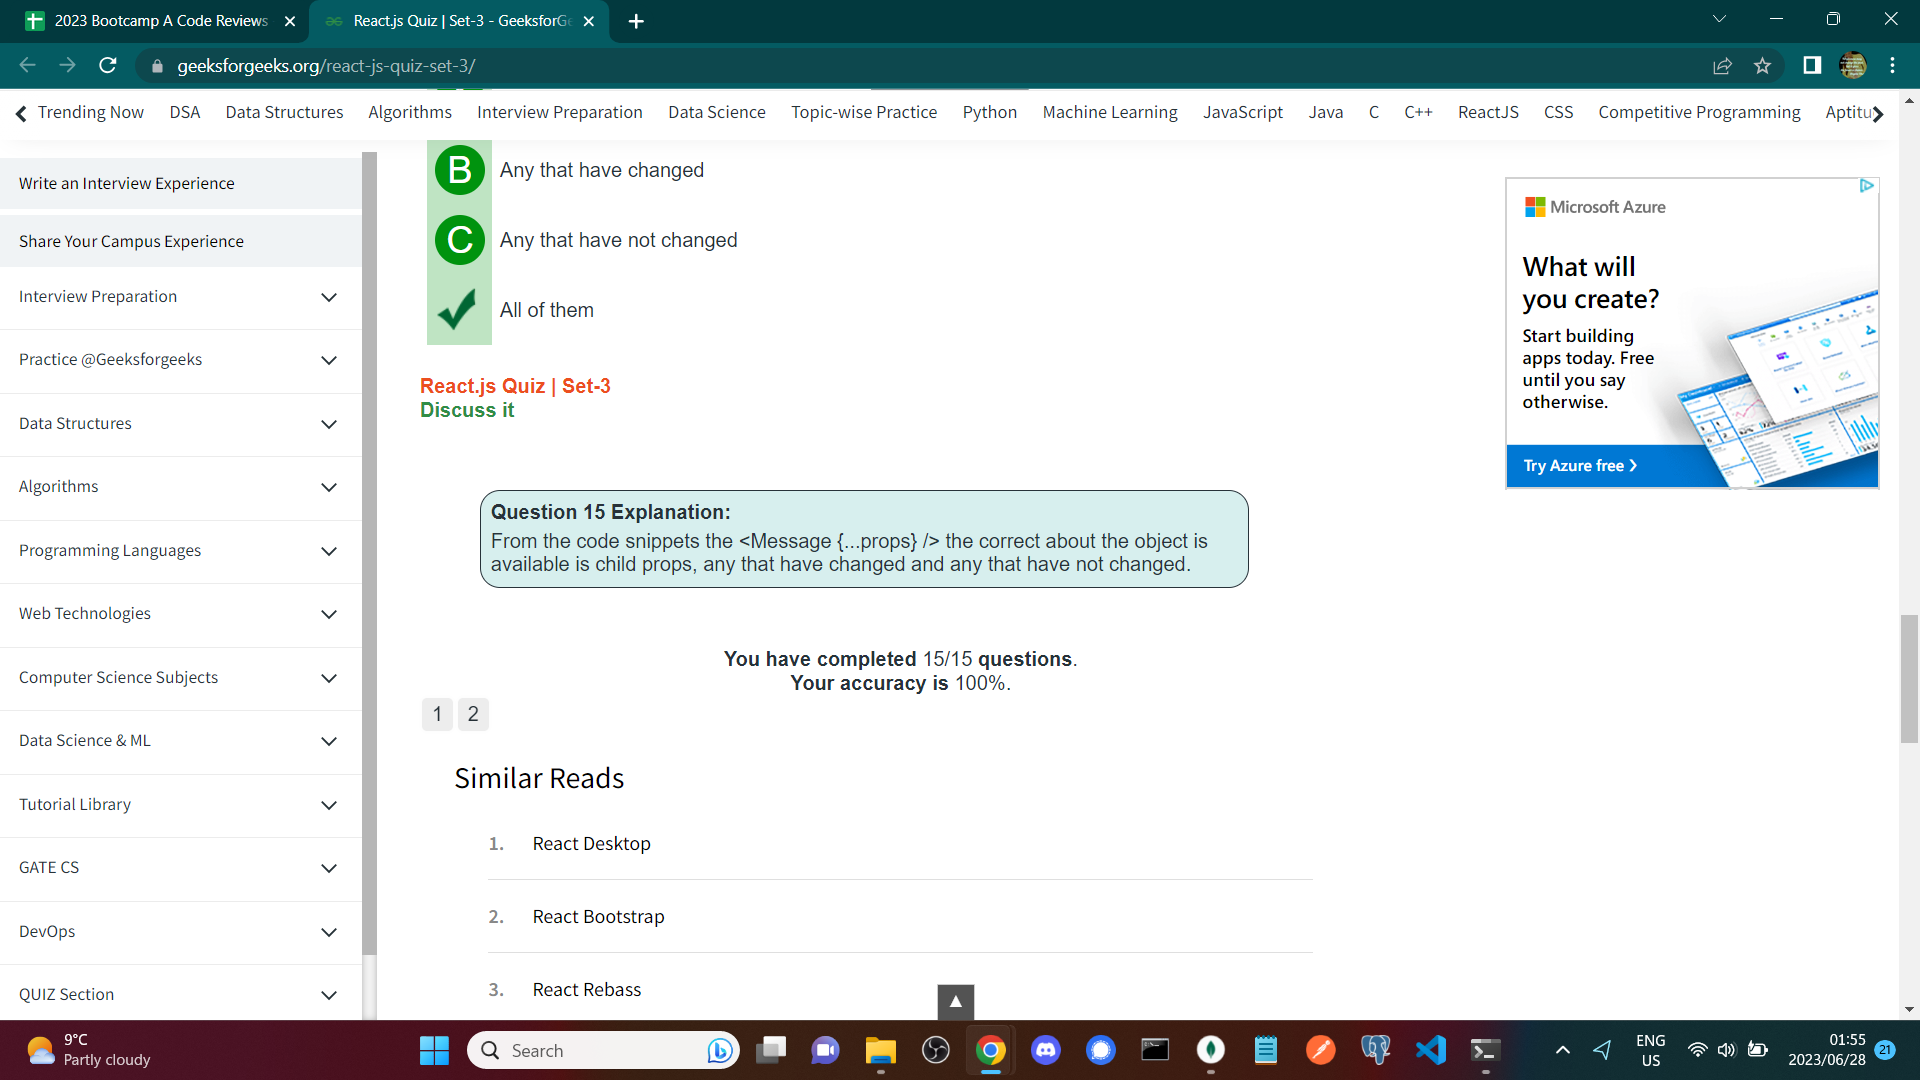 2023 Bootcamp A Code Reviews
React.js Quiz | Set-3 - GeeksforGe
geeksforgeeks.org/react-js-quiz-set-3/
Trending Now DSA Data Structures Algorithms Interview Preparation Data Science Topic-wise Practice Python Machine Learning JavaScript Java C C++ ReactJS CSS Competitive Programming Aptitu
Write an Interview Experience
Share Your Campus Experience
Interview Preparation
Practice @Geeksforgeeks
Data Structures
Algorithms
Programming Languages
Web Technologies
Computer Science Subjects
Data Science & ML
Tutorial Library
GATE CS
DevOps
QUIZ Section
B Any that have changed
C Any that have not changed
All of them
React.js Quiz | Set-3
Discuss it
Question 15 Explanation:
From the code snippets the <Message {...props} /> the correct about the object is
available is child props, any that have changed and any that have not changed.
You have completed 15/15 questions.
Your accuracy is 100%.
1 2
Similar Reads
1. React Desktop
2. React Bootstrap
3. React Rebass
Microsoft Azure
What will
you create?
Start building
apps today. Free
until you say
otherwise.
Try Azure free
9°C
Partly cloudy
Search
ENG
US
01:55
2023/06/28
21